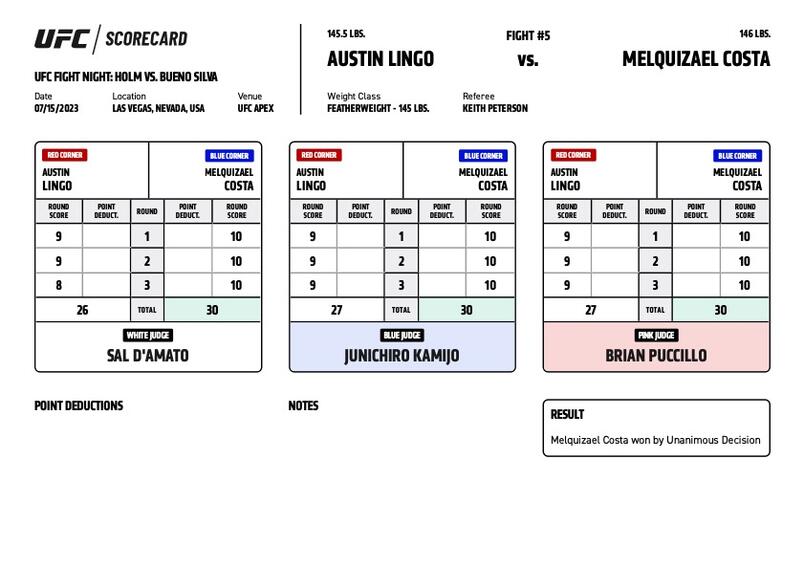 UFC / SCORECARD
UFC FIGHT NIGHT: HOLM VS. BUENO SILVA
Date Location Venue
07/15/2023 LAS VEGAS, NEVADA, USA UFC APEX
145.5 LBS. FIGHT #5 146 LBS.
AUSTIN LINGO vs. MELQUIZAEL COSTA
Weight Class Referee
FEATHERWEIGHT - 145 LBS. KEITH PETERSON
RED CORNER BLUE CORNER
AUSTIN MELQUIZAEL
LINGO COSTA
ROUND POINT ROUND POINT ROUND
SCORE DEDUCT. DEDUCT. SCORE
9 1 10
9 2 10
8 3 10
26 TOTAL 30
WHITE JUDGE
SAL D'AMATO
RED CORNER BLUE CORNER
AUSTIN MELQUIZAEL
LINGO COSTA
ROUND POINT ROUND POINT ROUND
SCORE DEDUCT. DEDUCT. SCORE
9 1 10
9 2 10
9 3 10
27 TOTAL 30
BLUE JUDGE
JUNICHIRO KAMIJO
RED CORNER BLUE CORNER
AUSTIN MELQUIZAEL
LINGO COSTA
ROUND POINT ROUND POINT ROUND
SCORE DEDUCT. DEDUCT. SCORE
9 1 10
9 2 10
9 3 10
27 TOTAL 30
PINK JUDGE
BRIAN PUCCILLO
POINT DEDUCTIONS
NOTES
RESULT
Melquizael Costa won by Unanimous Decision